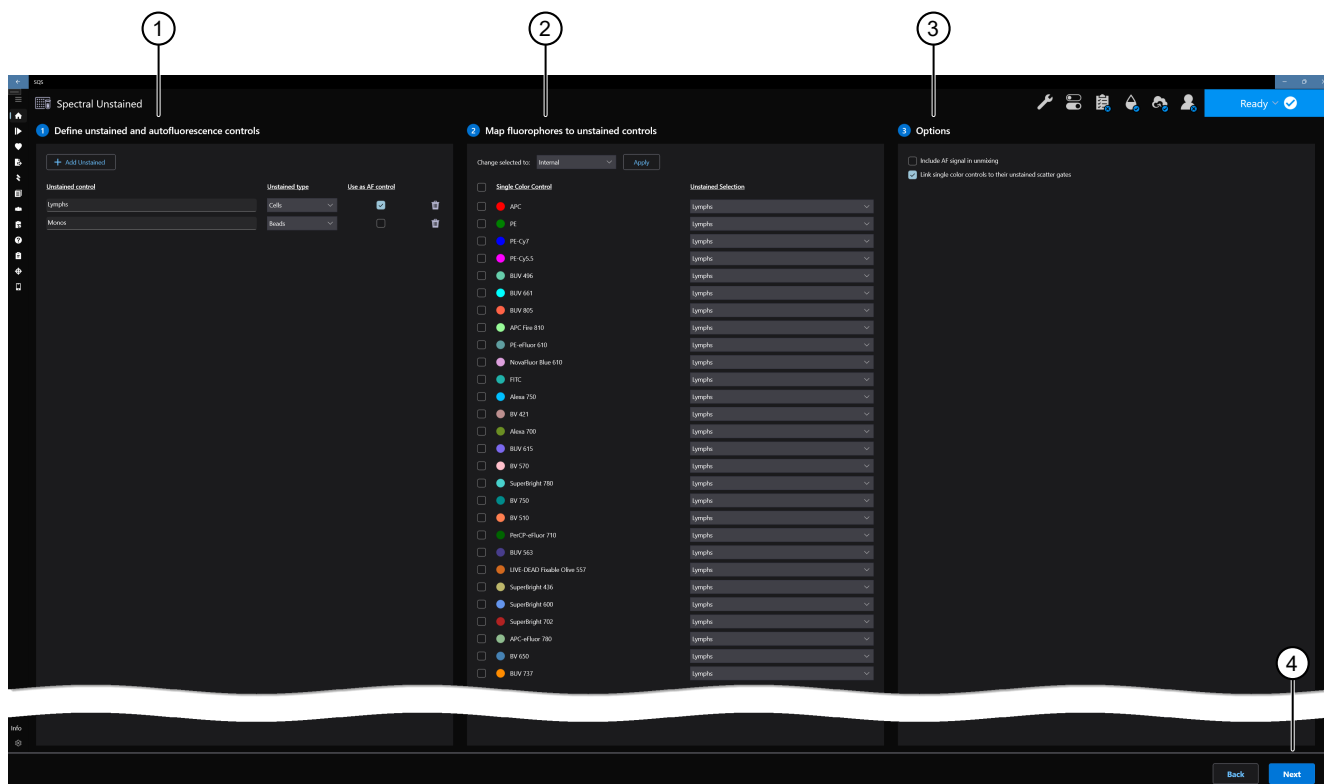 1
2
3
SQS
Spectral Unstained
Ready
1 Define unstained and autofluorescence controls
+ Add Unstained
Unstained control Unstained type Use as AF control
Lymphs Cells
Monos Beads
2 Map fluorophores to unstained controls
Change selected to: Internal Apply
Single Color Control Unstained Selection
APC Lymphs
PE Lymphs
PE-Cy7 Lymphs
PE-Cy5.5 Lymphs
BUV 496 Lymphs
BUV 661 Lymphs
BUV 805 Lymphs
APC Fire 810 Lymphs
PE-eFluor 610 Lymphs
NovaFluor Blue 610 Lymphs
FITC Lymphs
Alexa 750 Lymphs
BV 421 Lymphs
Alexa 700 Lymphs
BUV 615 Lymphs
BV 570 Lymphs
SuperBright 780 Lymphs
BV 750 Lymphs
BV 510 Lymphs
PerCP-eFluor 710 Lymphs
BUV 563 Lymphs
LIVE-DEAD Fixable Olive 557 Lymphs
SuperBright 436 Lymphs
SuperBright 600 Lymphs
SuperBright 702 Lymphs
APC-eFluor 780 Lymphs
BV 650 Lymphs
BUV 737 Lymphs
3 Options
Include AF signal in unmixing
Link single color controls to their unstained scatter gates
4
Info
Back Next